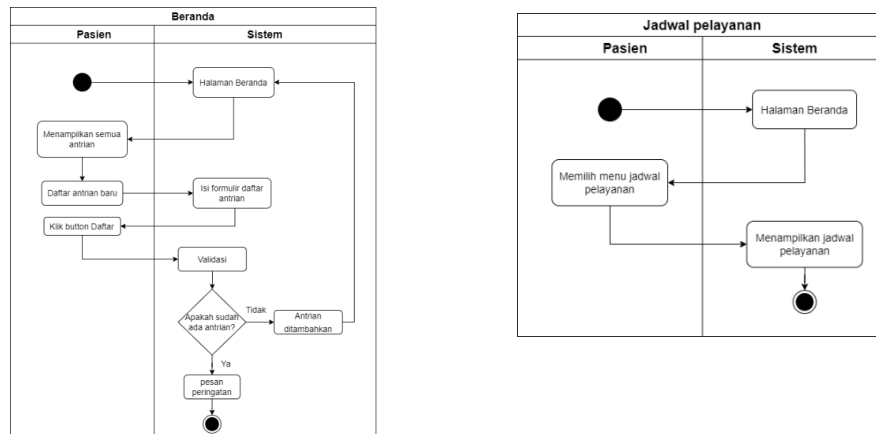 Beranda
Pasien
Sistem
Halaman Beranda
Menampilkan semua
antrian
Daftar antrian baru
Isi formulir daftar
antrian
Klik button Daftar
Validasi
Apakah sudah
ada antrian?
Tidak
Antrian
ditambahkan
Ya
pesan
peringatan
Jadwal pelayanan
Pasien
Sistem
Halaman Beranda
Memilih menu jadwal
pelayanan
Menampilkan jadwal
pelayanan